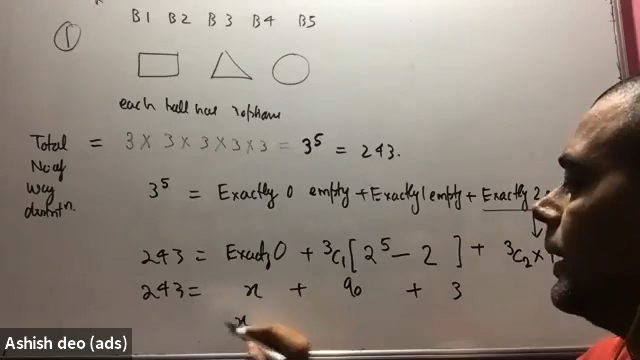 B1 B2 B3 B4 B5
①
each ball has 3 options
Total = 3 × 3 × 3 × 3 × 3 = 3⁵ = 243.
No of
way
distribⁿ.
3⁵ = Exactly 0 empty + Exactly 1 empty + Exactly 2
243 = Exactly 0 + ³C₁ [2⁵ - 2] + ³C₂ × 1
243 = x + 90 + 3
x
Ashish deo (ads)